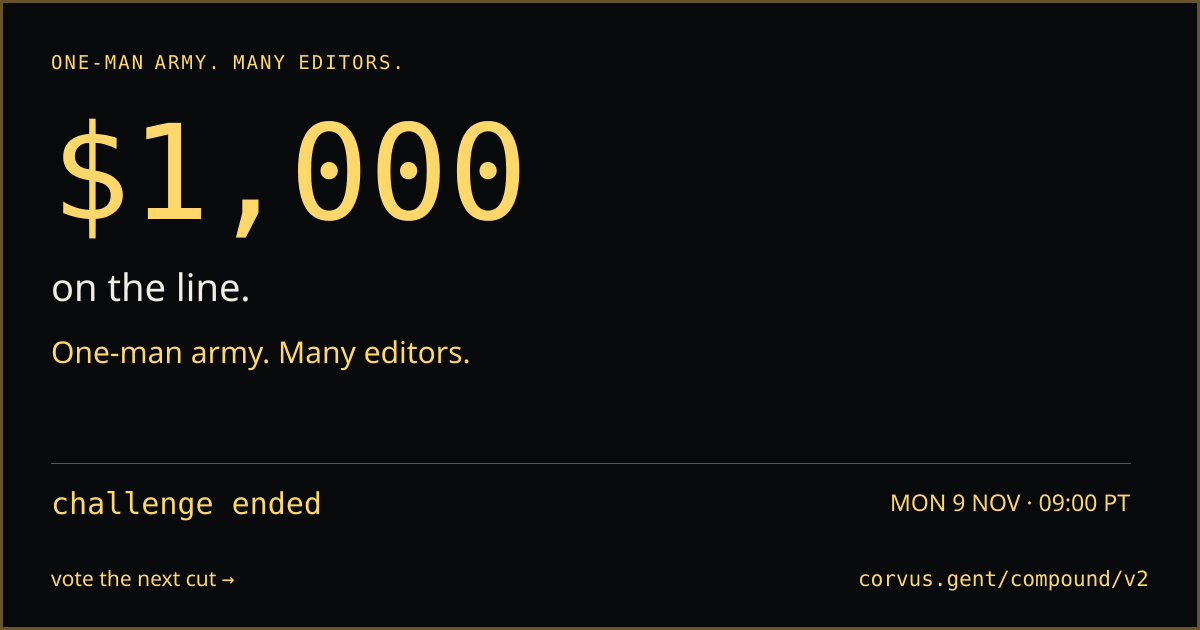 ONE-MAN ARMY. MANY EDITORS.
$1,000
on the line.
One-man army. Many editors.
challenge ended
MON 9 NOV · 09:00 PT
vote the next cut →
corvus.gent/compound/v2